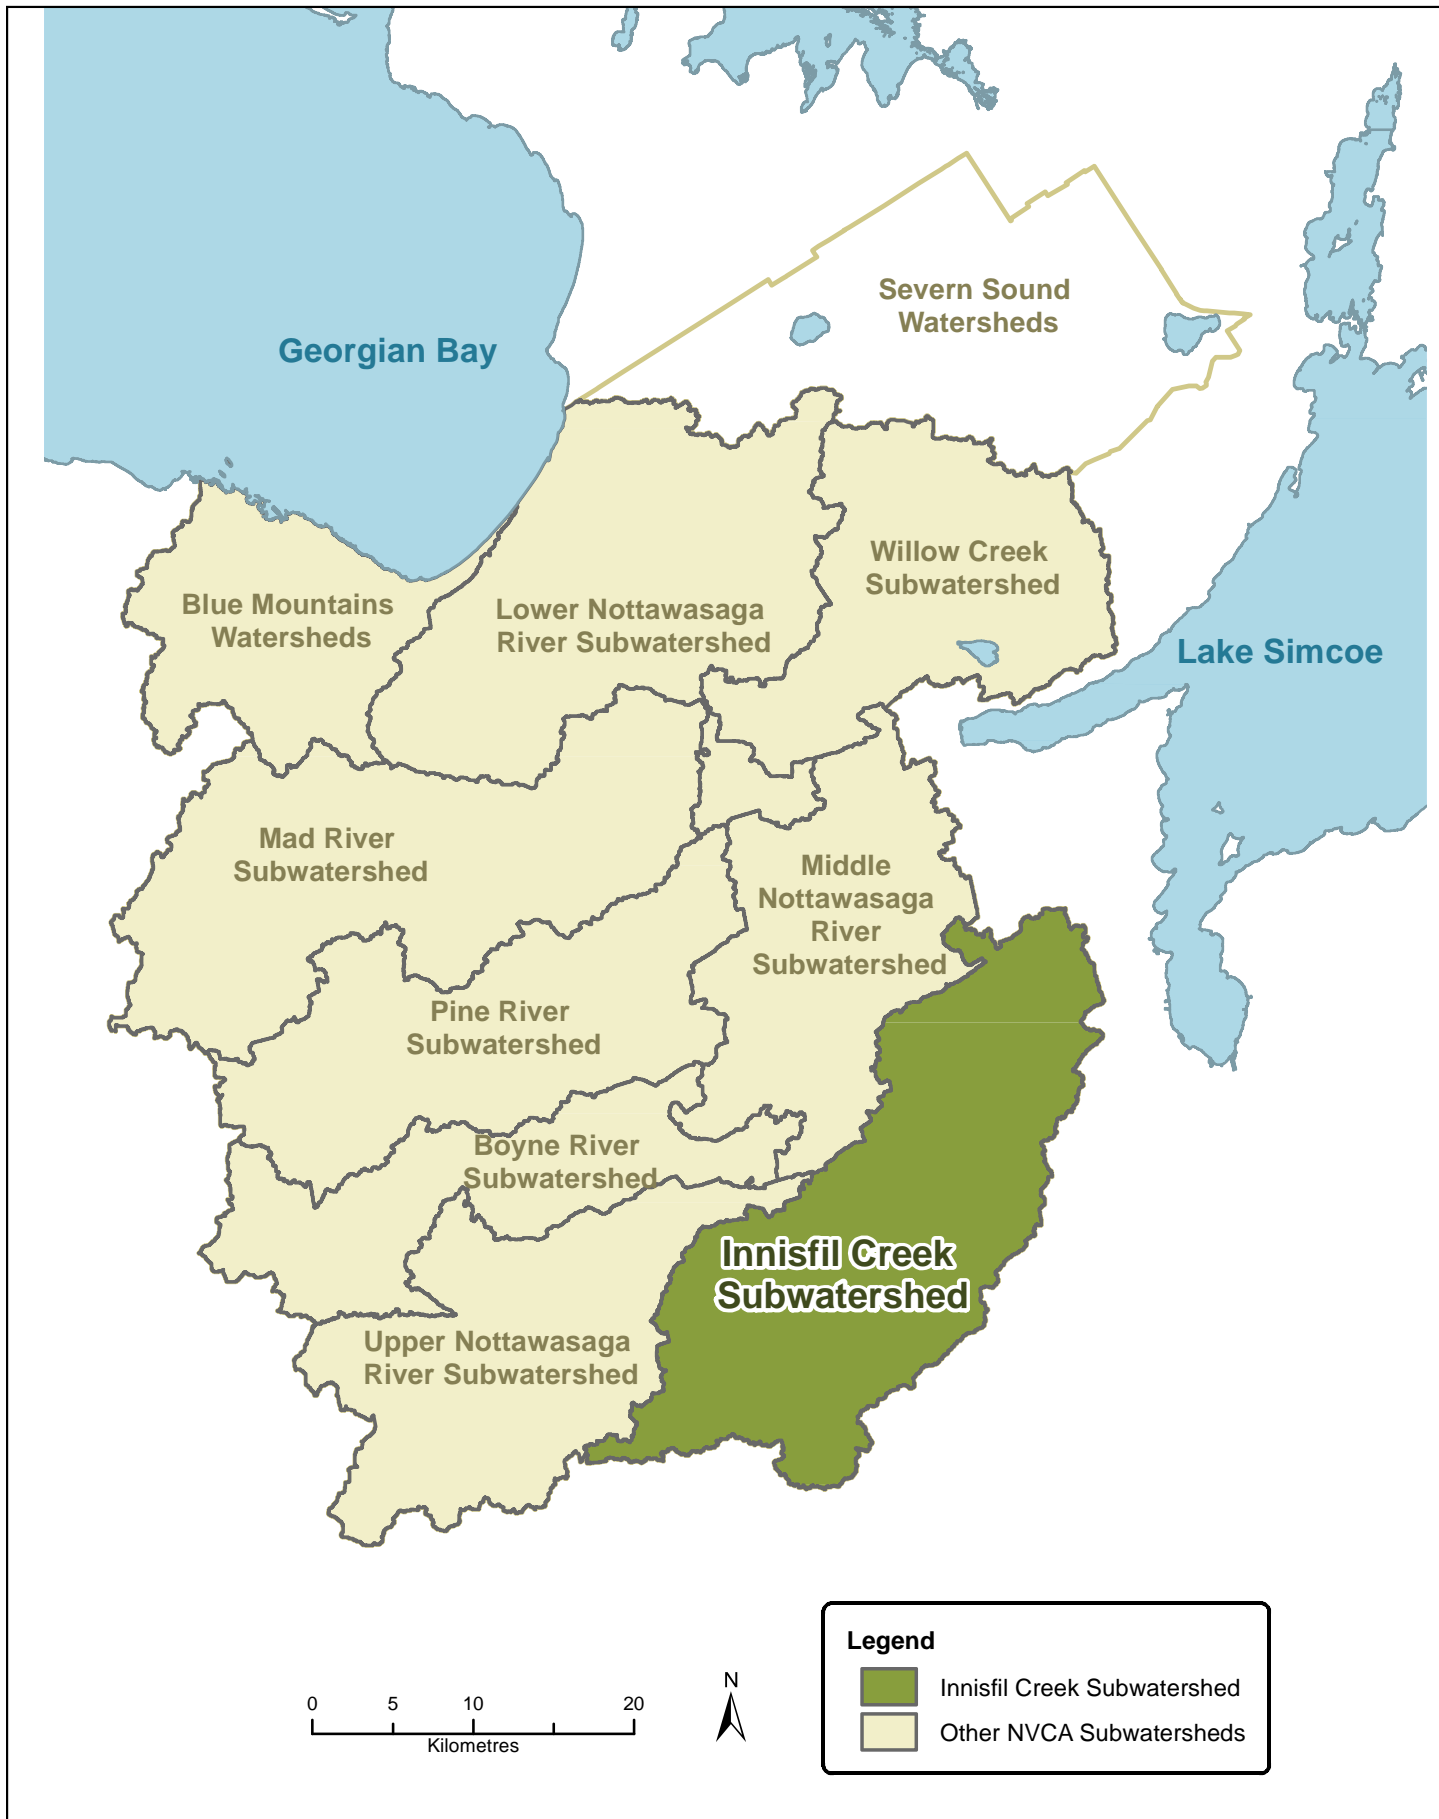 Severn Sound
Watersheds
Georgian Bay
Willow Creek
Subwatershed
Blue Mountains
Watersheds
Lower Nottawasaga
River Subwatershed
Lake Simcoe
Mad River
Subwatershed
Middle
Nottawasaga
River
Subwatershed
Pine River
Subwatershed
Boyne River
Subwatershed
Innisfil Creek
Subwatershed
Upper Nottawasaga
River Subwatershed
Legend
Innisfil Creek Subwatershed
Other NVCA Subwatersheds
N
0 5 10 20
Kilometres